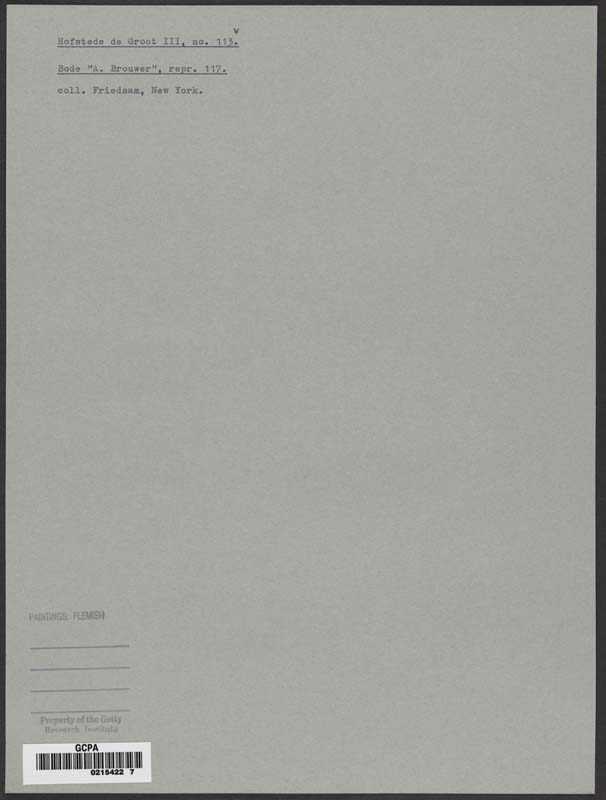 v
Hofstede de Groot III, no. 113.
Bode "A. Brouwer", repr. 117.
coll. Friedsam, New York.
PAINTINGS: FLEMISH
Property of the Getty
Research Institute
GCPA
0215422 7